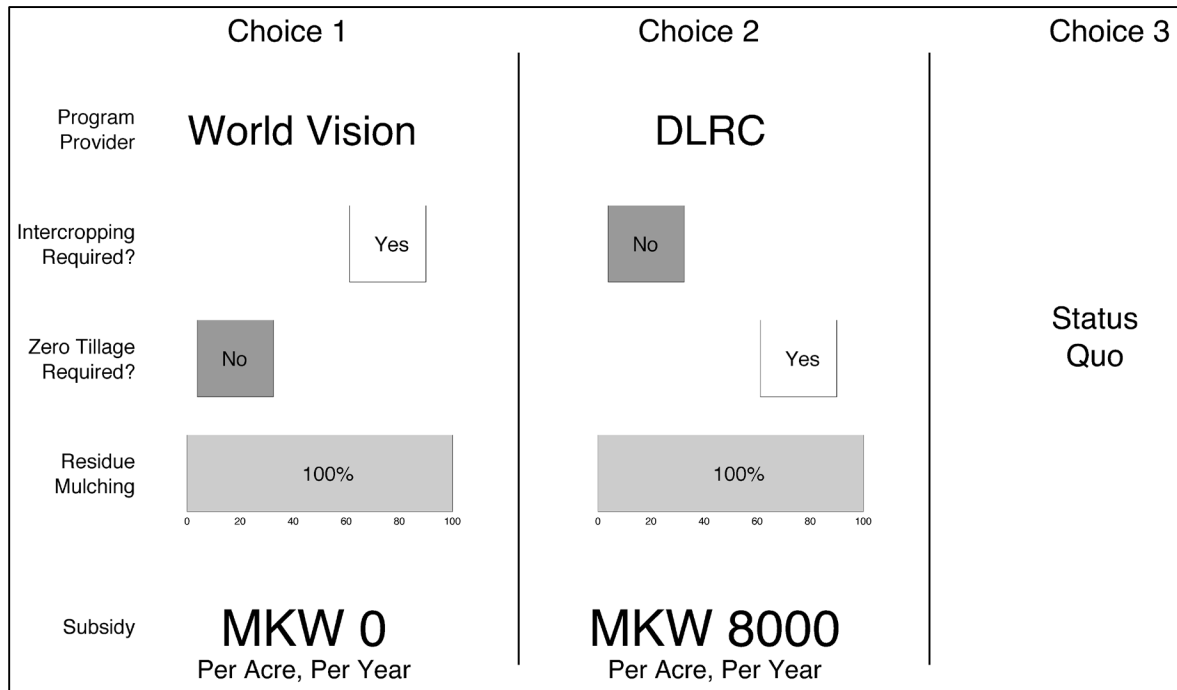 Choice 1 Choice 2 Choice 3
Program
Provider
World Vision DLRC
Intercropping
Required?
Yes No
Zero Tillage
Required?
No Yes
Status
Quo
Residue
Mulching
100% 100%
0 20 40 60 80 100 0 20 40 60 80 100
Subsidy
MKW 0 MKW 8000
Per Acre, Per Year Per Acre, Per Year